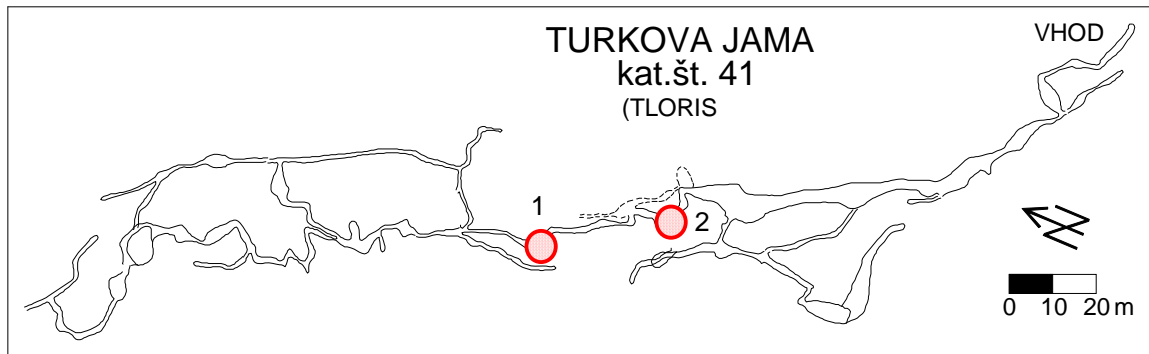 TURKOVA JAMA
kat.št. 41
(TLORIS
VHOD
1
2
0 10 20 m